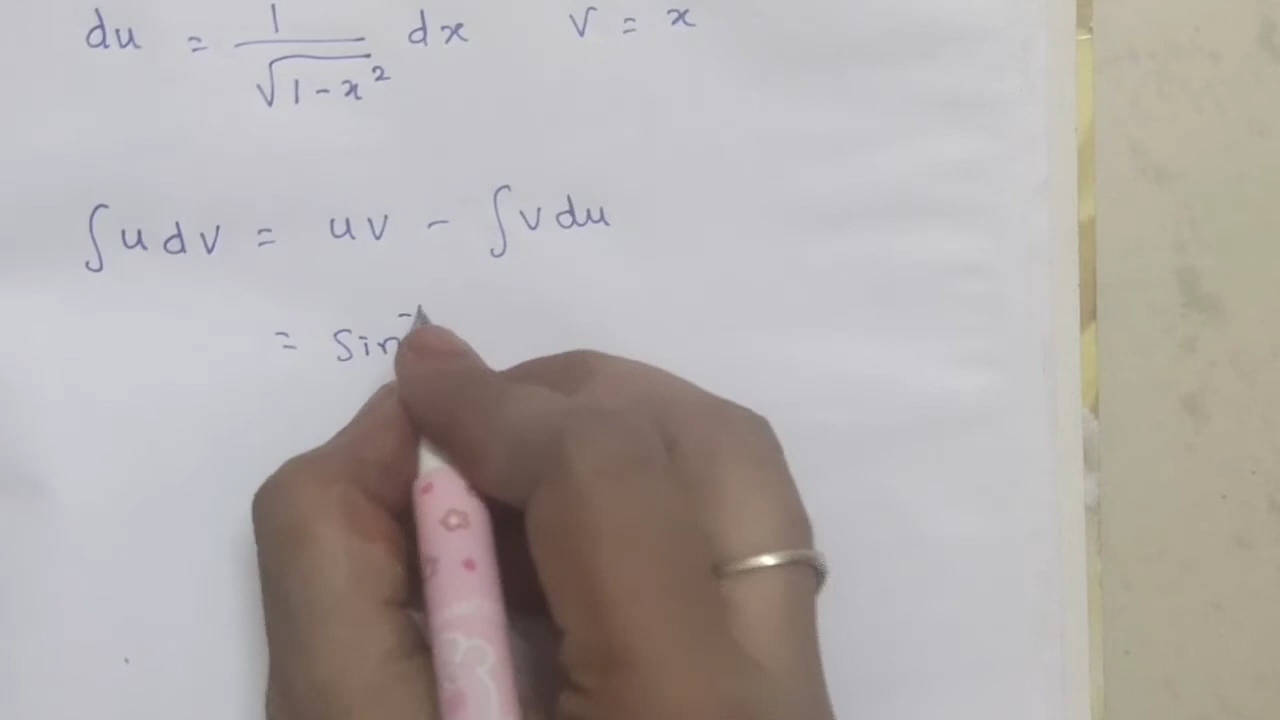 du = 1/√(1-x²) dx v = x
∫u dv = uv - ∫v du
= sin⁻